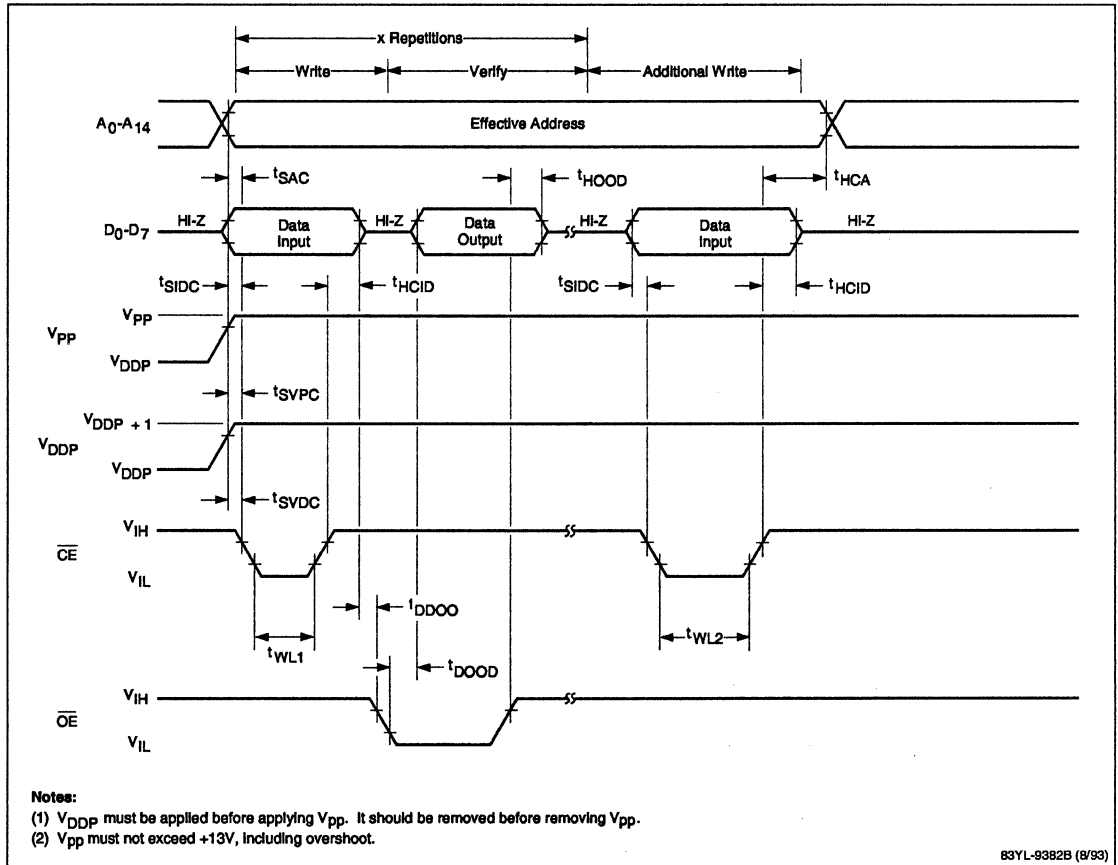 x Repetitions
Write Verify Additional Write
A0-A14 Effective Address
tSAC tHOOD tHCA
D0-D7 HI-Z Data Input HI-Z Data Output HI-Z Data Input HI-Z
tSIDC tHCID tSIDC tHCID
VPP
VPP
VDDP
tSVPC
VDDP + 1
VDDP
VDDP
tSVDC
VIH
CE
VIL
tDDOO
tWL1 tWL2
tDOOD
VIH
OE
VIL
Notes:
(1) VDDP must be applied before applying Vpp. It should be removed before removing Vpp.
(2) Vpp must not exceed +13V, including overshoot.
83YL-9382B (8/93)